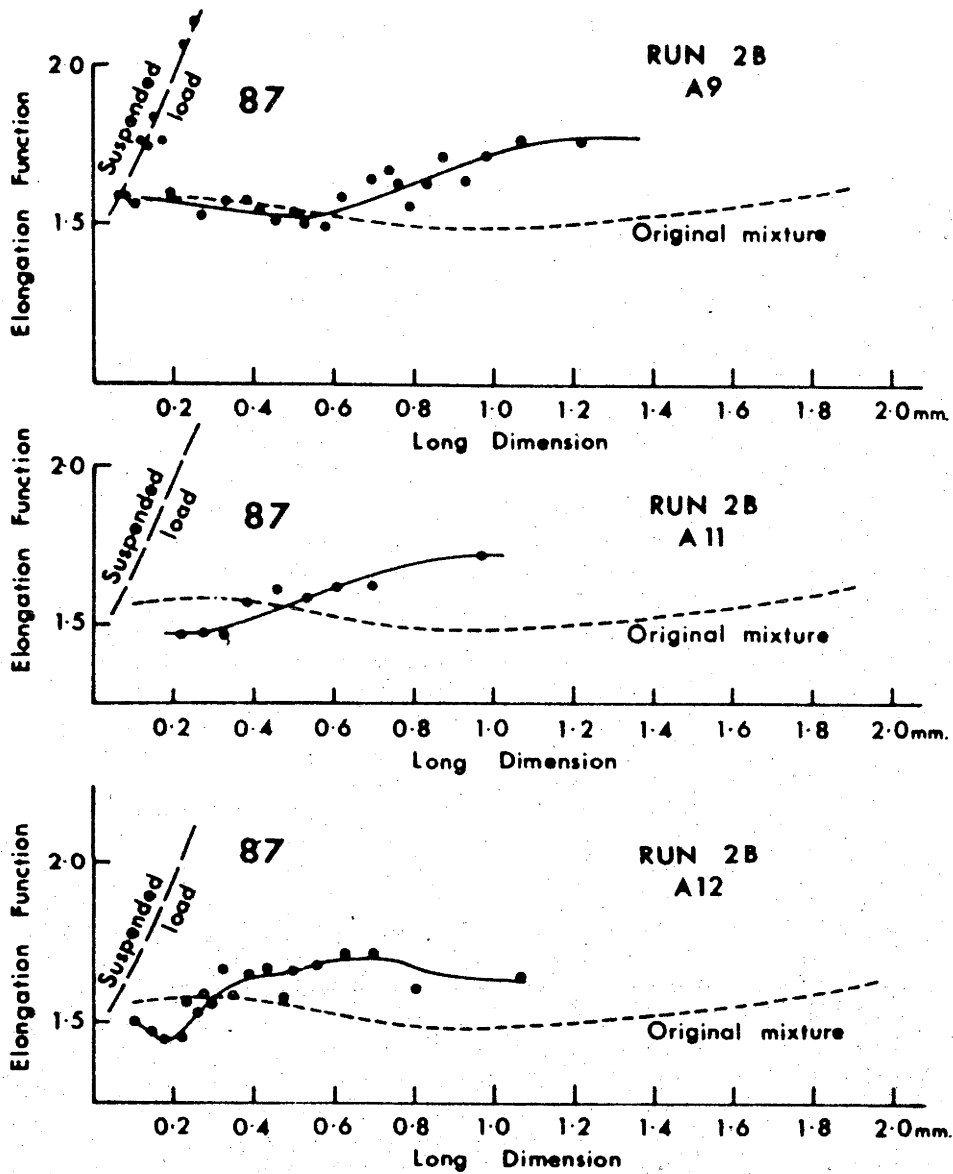 Elongation Function
2·0
1·5
Suspended
load
87
RUN 2B
A9
Original mixture
0·2 0·4 0·6 0·8 1·0 1·2 1·4 1·6 1·8 2·0mm.
Long Dimension
Elongation Function
2·0
1·5
Suspended
load
87
RUN 2B
A11
Original mixture
0·2 0·4 0·6 0·8 1·0 1·2 1·4 1·6 1·8 2·0mm.
Long Dimension
Elongation Function
2·0
1·5
Suspended
load
87
RUN 2B
A12
Original mixture
0·2 0·4 0·6 0·8 1·0 1·2 1·4 1·6 1·8 2·0mm.
Long Dimension